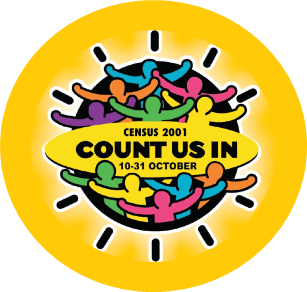 CENSUS 2001
COUNT US IN
10-31 OCTOBER